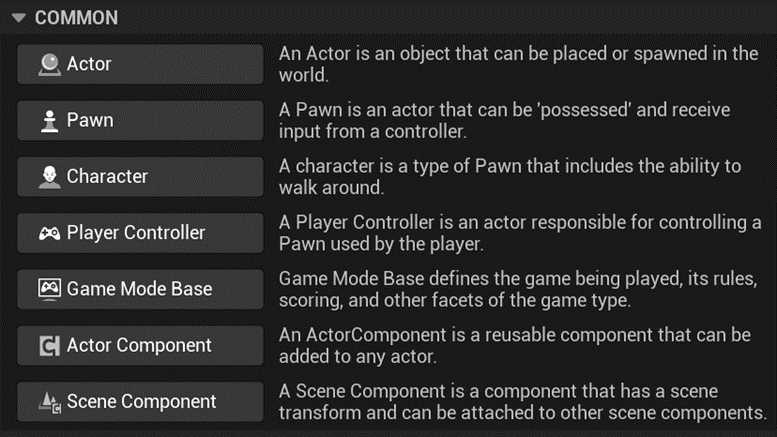 COMMON
Actor
An Actor is an object that can be placed or spawned in the
world.
Pawn
A Pawn is an actor that can be 'possessed' and receive
input from a controller.
Character
A character is a type of Pawn that includes the ability to
walk around.
Player Controller
A Player Controller is an actor responsible for controlling a
Pawn used by the player.
Game Mode Base
Game Mode Base defines the game being played, its rules,
scoring, and other facets of the game type.
Actor Component
An ActorComponent is a reusable component that can be
added to any actor.
Scene Component
A Scene Component is a component that has a scene
transform and can be attached to other scene components.